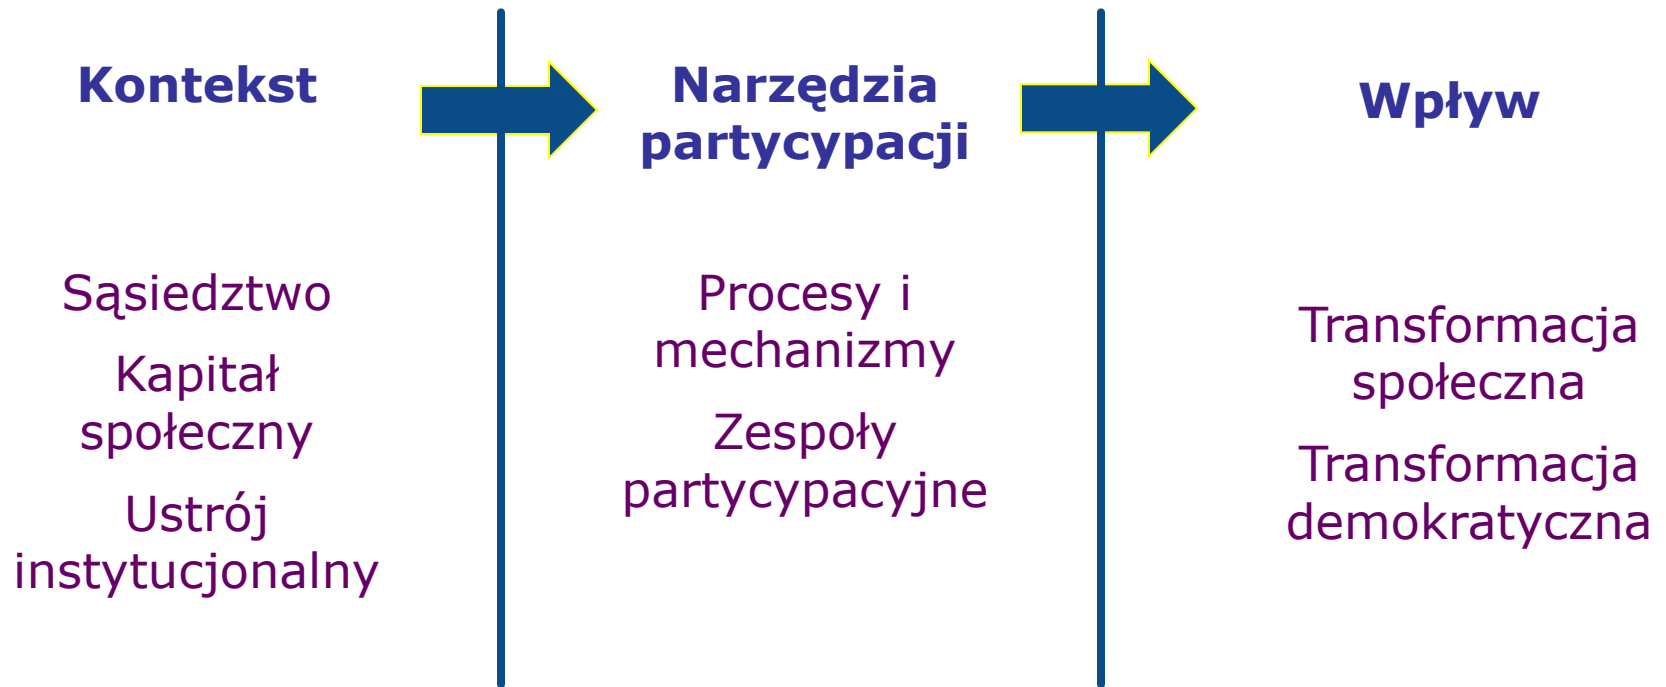 Kontekst
Sąsiedztwo
Kapitał
społeczny
Ustrój
instytucjonalny
Narzędzia
partycypacji
Procesy i
mechanizmy
Zespoły
partycypacyjne
Wpływ
Transformacja
społeczna
Transformacja
demokratyczna